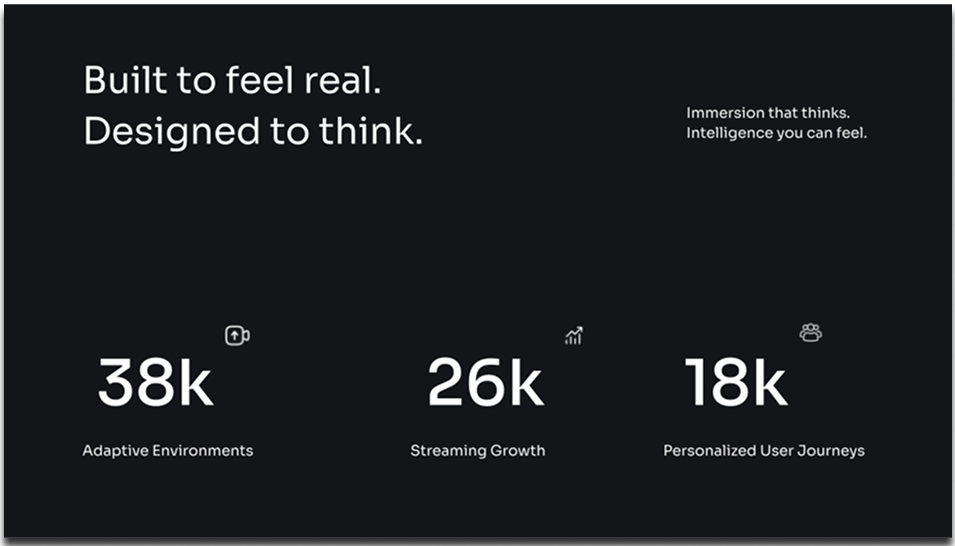 Built to feel real.
Designed to think.
Immersion that thinks.
Intelligence you can feel.
38k
26k
18k
Adaptive Environments
Streaming Growth
Personalized User Journeys